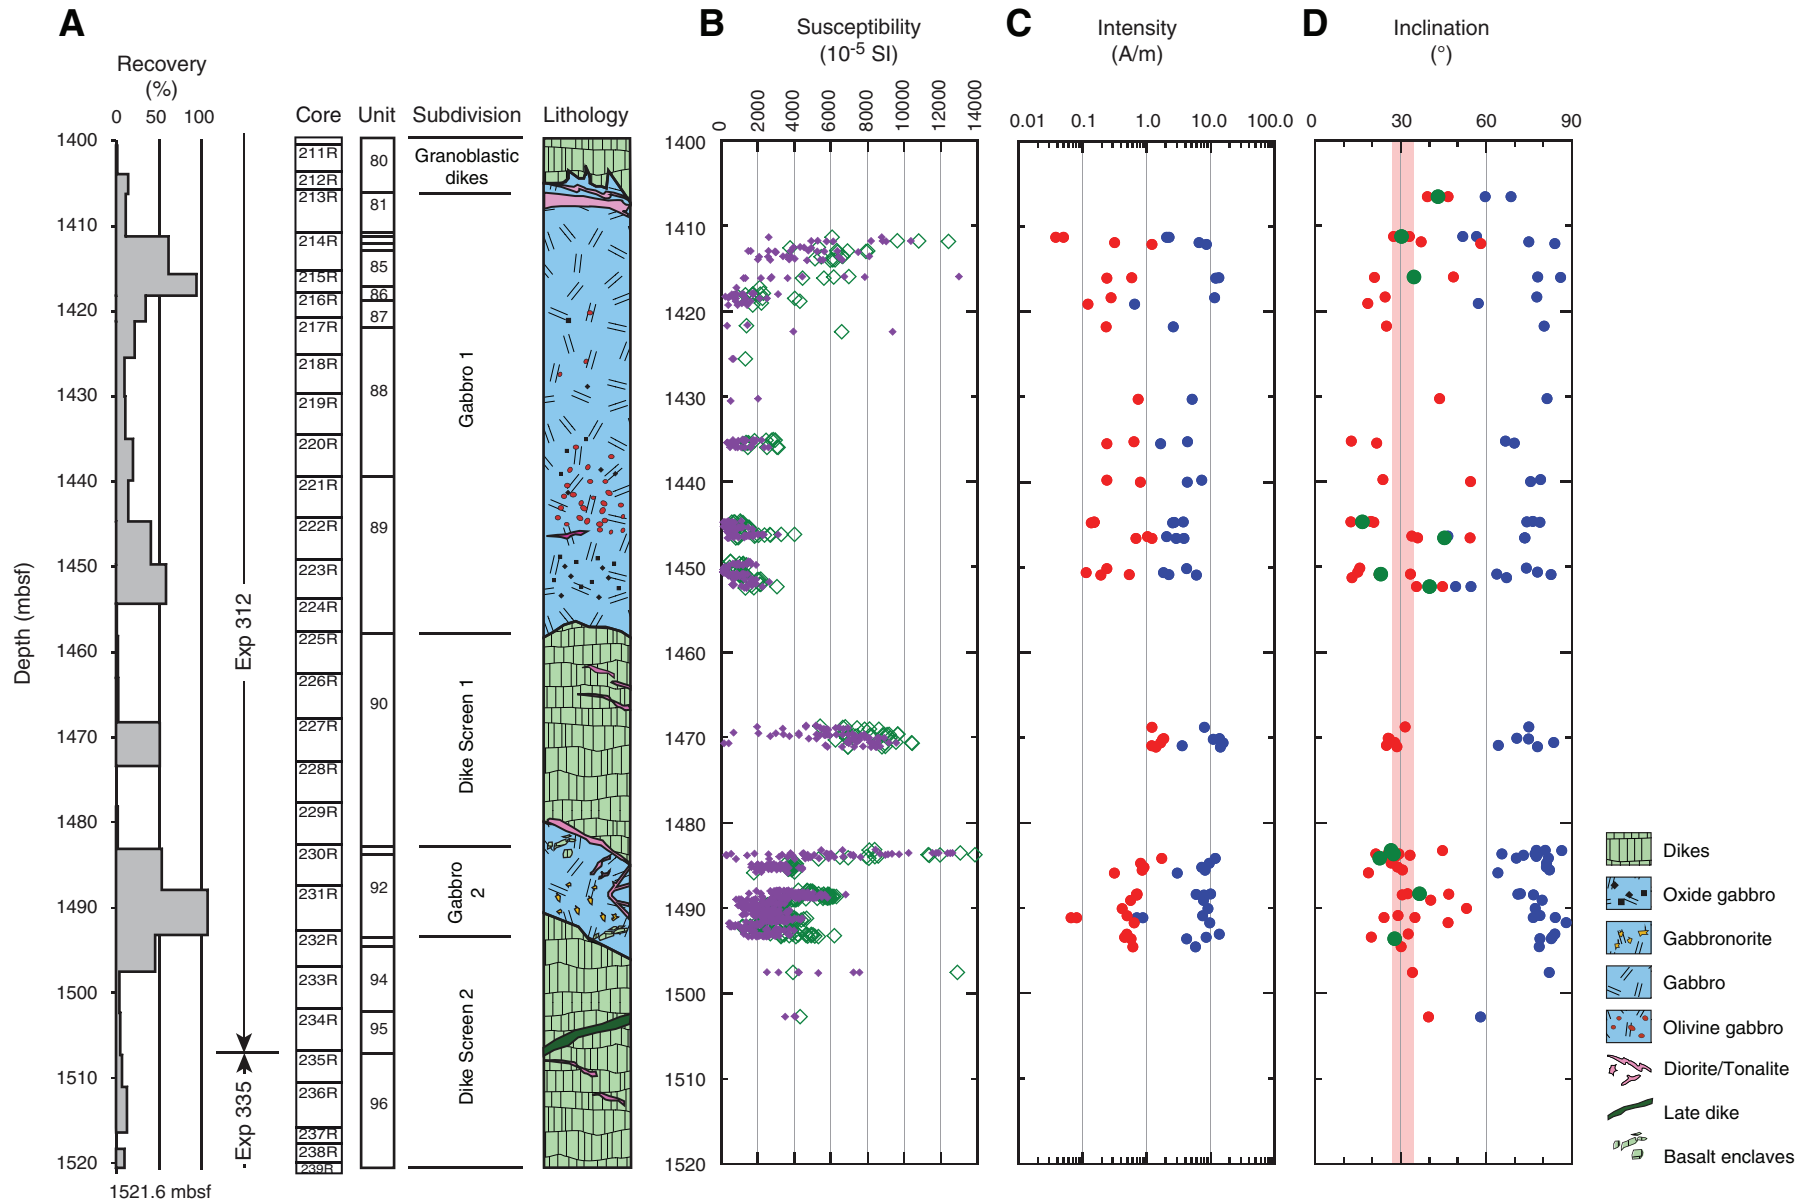 A
B
C
D
Recovery
(%)
0 50 100
Core
Unit
Subdivision
Lithology
Susceptibility
(10-5 SI)
0 2000 4000 6000 8000 10000 12000 14000
Intensity
(A/m)
0.01 0.1 1.0 10.0 100.0
Inclination
(°)
0 30 60 90
Depth (mbsf)
1400
1410
1420
1430
1440
1450
1460
1470
1480
1490
1500
1510
1520
1521.6 mbsf
Exp 312
Exp 335
211R
212R
213R
214R
215R
216R
217R
218R
219R
220R
221R
222R
223R
224R
225R
226R
227R
228R
229R
230R
231R
232R
233R
234R
235R
236R
237R
238R
239R
80
81
85
86
87
88
89
90
92
94
95
96
Granoblastic
dikes
Gabbro 1
Dike Screen 1
Gabbro
2
Dike Screen 2
1400
1410
1420
1430
1440
1450
1460
1470
1480
1490
1500
1510
1520
Dikes
Oxide gabbro
Gabbronorite
Gabbro
Olivine gabbro
Diorite/Tonalite
Late dike
Basalt enclaves